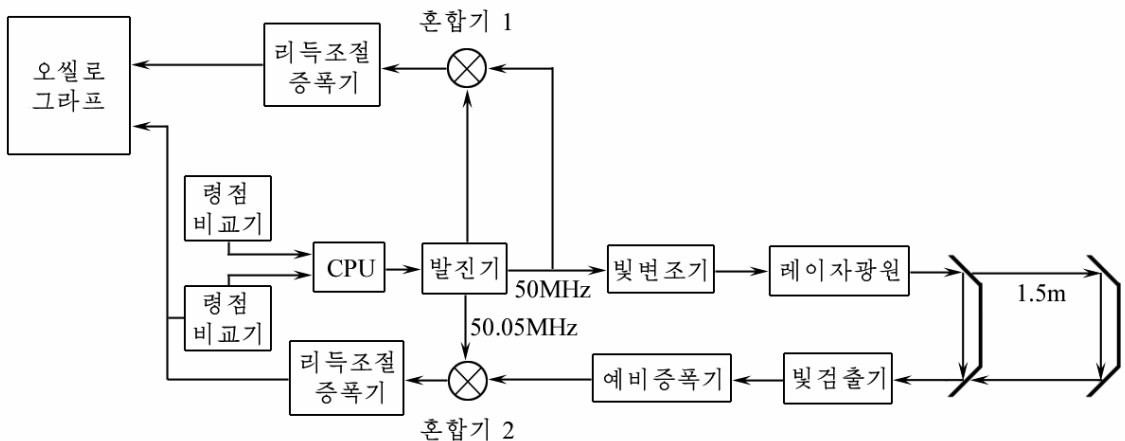 혼합기 1
오씰로
그라프
리득조절
증폭기
령점
비교기
CPU
발진기
50MHz
빛변조기
레이자광원
1.5m
령점
비교기
50.05MHz
리득조절
증폭기
예비증폭기
빛검출기
혼합기 2